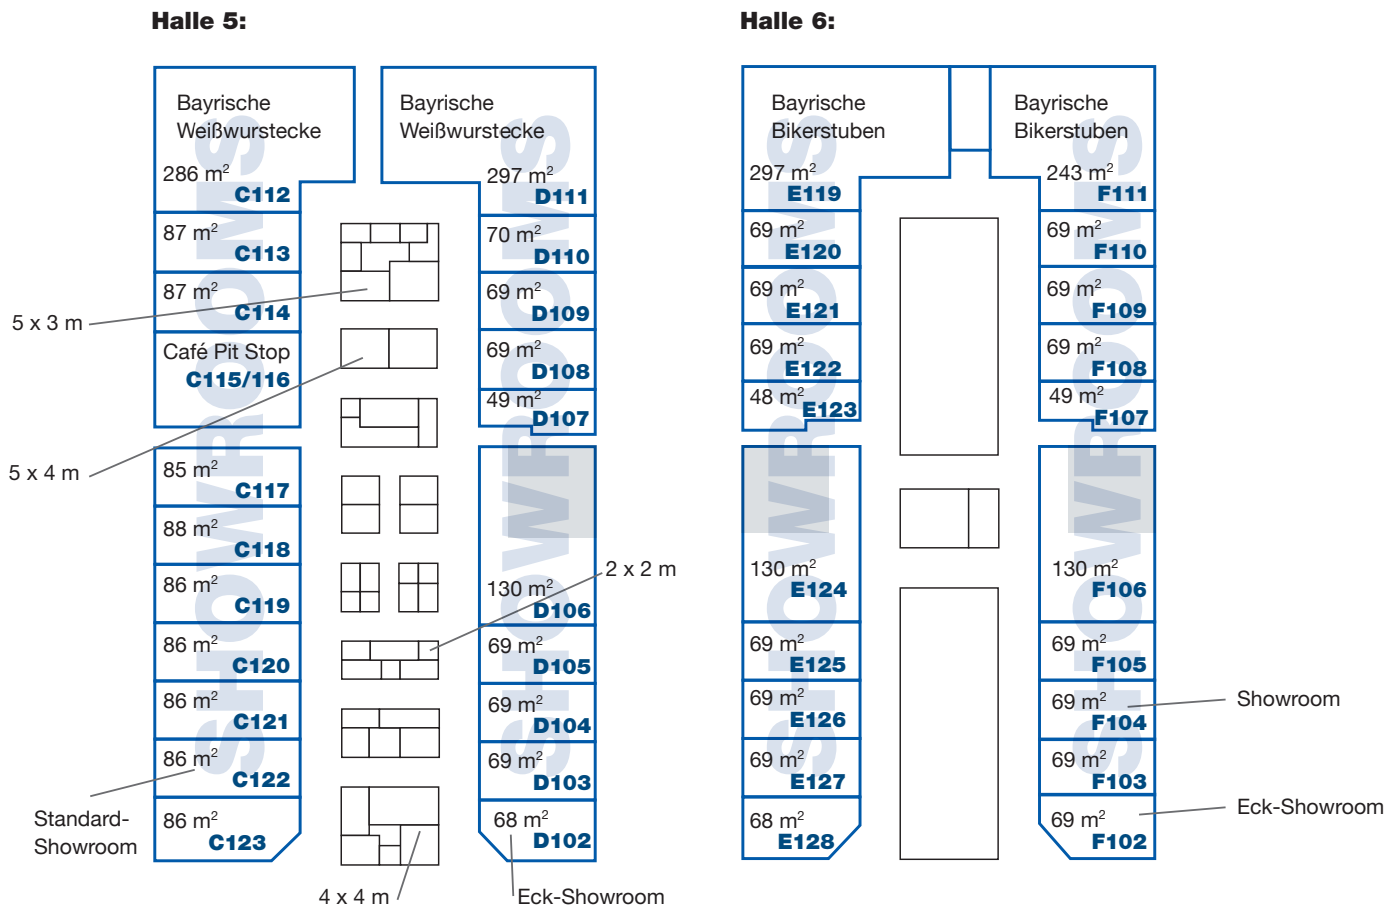 Halle 5:
Bayrische
Weißwurstecke
286 m²
C112
87 m²
C113
87 m²
C114
Café Pit Stop
C115/116
85 m²
C117
88 m²
C118
86 m²
C119
86 m²
C120
86 m²
C121
86 m²
C122
86 m²
C123
SHOWROOMS
5 x 3 m
5 x 4 m
Standard-
Showroom
4 x 4 m
2 x 2 m
Bayrische
Weißwurstecke
297 m²
D111
70 m²
D110
69 m²
D109
69 m²
D108
49 m²
D107
130 m²
D106
69 m²
D105
69 m²
D104
69 m²
D103
68 m²
D102
SHOWROOMS
Eck-Showroom
Halle 6:
Bayrische
Bikerstuben
297 m²
E119
69 m²
E120
69 m²
E121
69 m²
E122
48 m²
E123
130 m²
E124
69 m²
E125
69 m²
E126
69 m²
E127
68 m²
E128
SHOWROOMS
Bayrische
Bikerstuben
243 m²
F111
69 m²
F110
69 m²
F109
69 m²
F108
49 m²
F107
130 m²
F106
69 m²
F105
69 m²
F104
69 m²
F103
69 m²
F102
SHOWROOMS
Showroom
Eck-Showroom